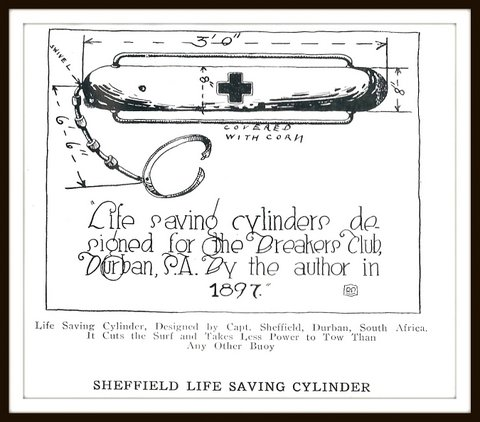 3'0"
SWIVEL
8"
8"
6'-6"
COVERED
WITH CORK
"Life saving cylinders de-
signed for the Breakers Club,
Durban, S.A. By the author in
1897."
Life Saving Cylinder, Designed by Capt. Sheffield, Durban, South Africa.
It Cuts the Surf and Takes Less Power to Tow Than
Any Other Buoy
SHEFFIELD LIFE SAVING CYLINDER